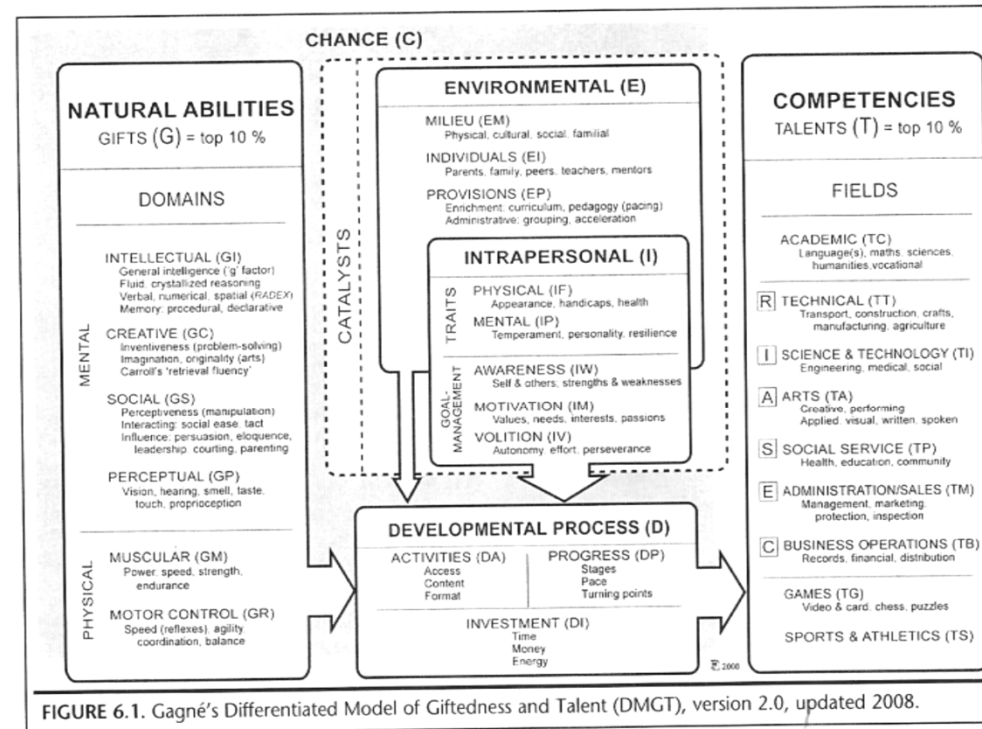 CHANCE (C)
NATURAL ABILITIES
GIFTS (G) = top 10 %
DOMAINS
MENTAL
INTELLECTUAL (GI)
General intelligence ('g' factor)
Fluid, crystallized reasoning
Verbal, numerical, spatial (RADEX)
Memory: procedural, declarative
CREATIVE (GC)
Inventiveness (problem-solving)
Imagination, originality (arts)
Carroll's 'retrieval fluency'
SOCIAL (GS)
Perceptiveness (manipulation)
Interacting: social ease, tact
Influence: persuasion, eloquence,
leadership, courting, parenting
PERCEPTUAL (GP)
Vision, hearing, smell, taste,
touch, proprioception
PHYSICAL
MUSCULAR (GM)
Power, speed, strength,
endurance
MOTOR CONTROL (GR)
Speed (reflexes), agility,
coordination, balance
CATALYSTS
ENVIRONMENTAL (E)
MILIEU (EM)
Physical, cultural, social, familial
INDIVIDUALS (EI)
Parents, family, peers, teachers, mentors
PROVISIONS (EP)
Enrichment: curriculum, pedagogy (pacing)
Administrative: grouping, acceleration
INTRAPERSONAL (I)
TRAITS
PHYSICAL (IF)
Appearance, handicaps, health
MENTAL (IP)
Temperament, personality, resilience
GOAL-
MANAGEMENT
AWARENESS (IW)
Self & others, strengths & weaknesses
MOTIVATION (IM)
Values, needs, interests, passions
VOLITION (IV)
Autonomy, effort, perseverance
DEVELOPMENTAL PROCESS (D)
ACTIVITIES (DA)
Access
Content
Format
PROGRESS (DP)
Stages
Pace
Turning points
INVESTMENT (DI)
Time
Money
Energy
2008
COMPETENCIES
TALENTS (T) = top 10 %
FIELDS
ACADEMIC (TC)
Language(s), maths, sciences,
humanities, vocational
R TECHNICAL (TT)
Transport, construction, crafts,
manufacturing, agriculture
I SCIENCE & TECHNOLOGY (TI)
Engineering, medical, social
A ARTS (TA)
Creative, performing
Applied, visual, written, spoken
S SOCIAL SERVICE (TP)
Health, education, community
E ADMINISTRATION/SALES (TM)
Management, marketing,
protection, inspection
C BUSINESS OPERATIONS (TB)
Records, financial, distribution
GAMES (TG)
Video & card, chess, puzzles
SPORTS & ATHLETICS (TS)
FIGURE 6.1. Gagné's Differentiated Model of Giftedness and Talent (DMGT), version 2.0, updated 2008.